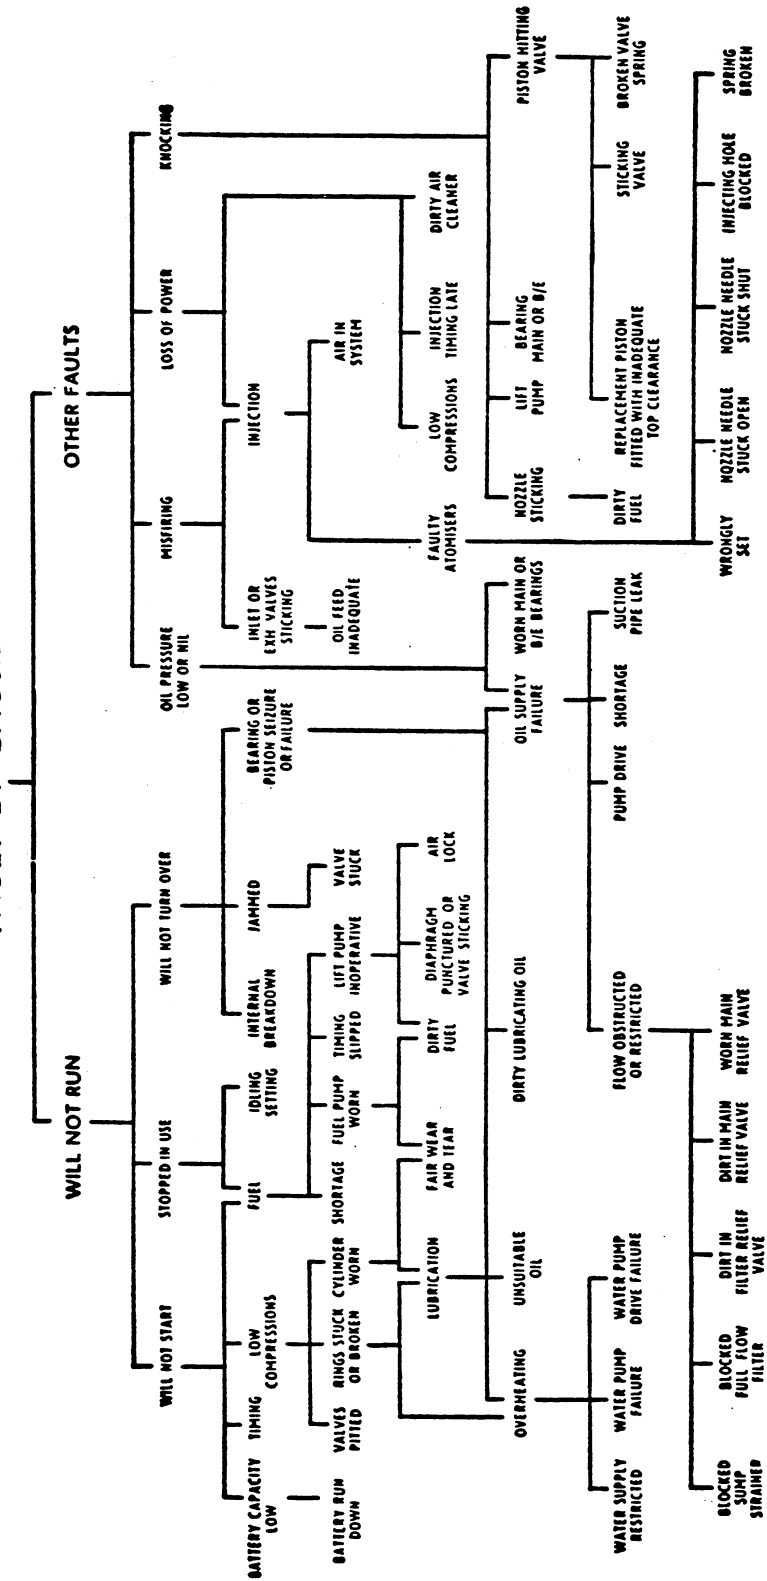 WILL NOT RUN
OTHER FAULTS
WILL NOT START
STOPPED IN USE
WILL NOT TURN OVER
OIL PRESSURE
LOW OR NIL
MISFIRING
LOSS OF POWER
KNOCKING
BATTERY CAPACITY
LOW
TIMING
LOW
COMPRESSIONS
FUEL
IDLING
SETTING
INTERNAL
BREAKDOWN
JAMMED
BEARING OR
PISTON SEIZURE
OR FAILURE
INLET OR
EXH VALVES
STICKING
INJECTION
BATTERY RUN
DOWN
VALVES
PITTED
RINGS STUCK
OR BROKEN
CYLINDER
WORN
SHORTAGE
FUEL PUMP
WORN
TIMING
SLIPPED
LIFT PUMP
INOPERATIVE
VALVE
STUCK
OIL FEED
INADEQUATE
AIR IN
SYSTEM
LUBRICATION
FAIR WEAR
AND TEAR
DIRTY
FUEL
DIAPHRAGM
PUNCTURED OR
VALVE STICKING
AIR
LOCK
FAULTY
ATOMISERS
LOW
COMPRESSIONS
INJECTION
TIMING LATE
DIRTY AIR
CLEANER
OVERHEATING
UNSUITABLE
OIL
DIRTY LUBRICATING OIL
OIL SUPPLY
FAILURE
WORN MAIN OR
B/E BEARINGS
NOZZLE
STICKING
LIFT
PUMP
BEARING
MAIN OR B/E
PISTON HITTING
VALVE
WATER SUPPLY
RESTRICTED
WATER PUMP
FAILURE
WATER PUMP
DRIVE FAILURE
FLOW OBSTRUCTED
OR RESTRICTED
PUMP DRIVE
SHORTAGE
SUCTION
PIPE LEAK
DIRTY
FUEL
REPLACEMENT PISTON
FITTED WITH INADEQUATE
TOP CLEARANCE
STICKING
VALVE
BROKEN VALVE
SPRING
BLOCKED
SUMP
STRAINER
BLOCKED
FULL FLOW
FILTER
DIRT IN
FILTER RELIEF
VALVE
DIRT IN MAIN
RELIEF VALVE
WORN MAIN
RELIEF VALVE
WRONGLY
SET
NOZZLE NEEDLE
STUCK OPEN
NOZZLE NEEDLE
STUCK SHUT
INJECTING HOLE
BLOCKED
SPRING
BROKEN